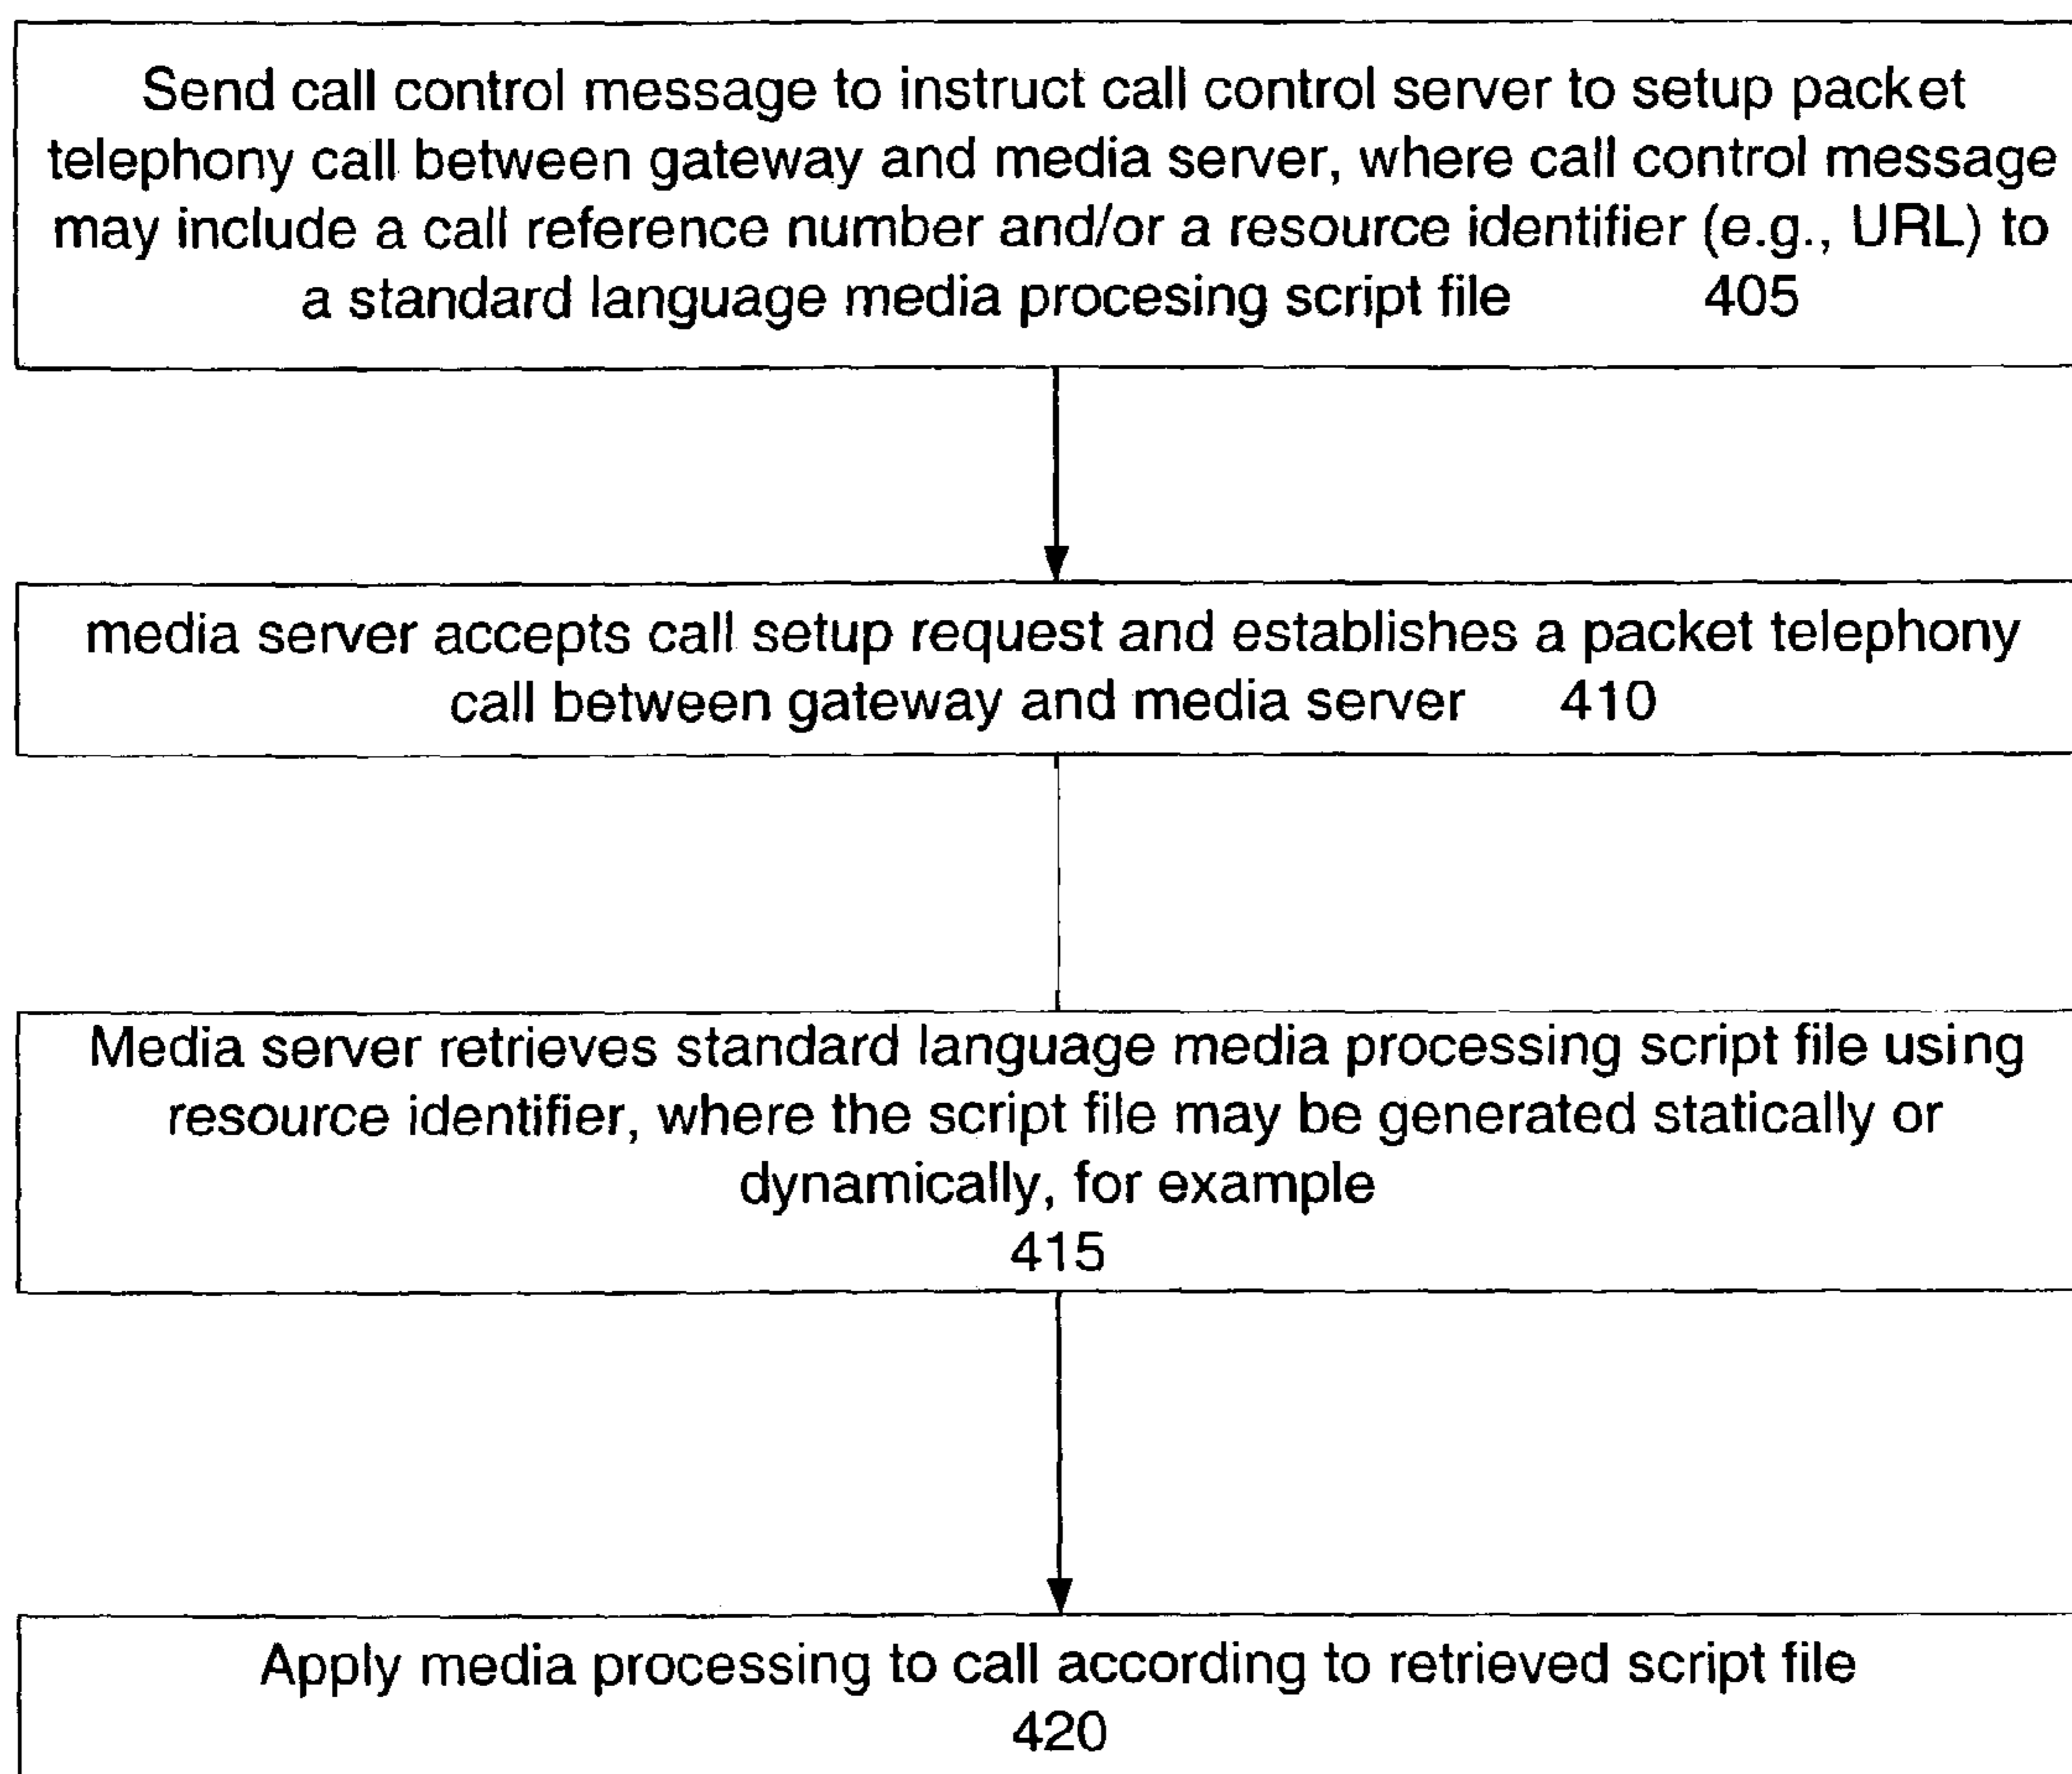 Send call control message to instruct call control server to setup packet
telephony call between gateway and media server, where call control message
may include a call reference number and/or a resource identifier (e.g., URL) to
a standard language media procesing script file 405
media server accepts call setup request and establishes a packet telephony
call between gateway and media server 410
Media server retrieves standard language media processing script file using
resource identifier, where the script file may be generated statically or
dynamically, for example
415
Apply media processing to call according to retrieved script file
420